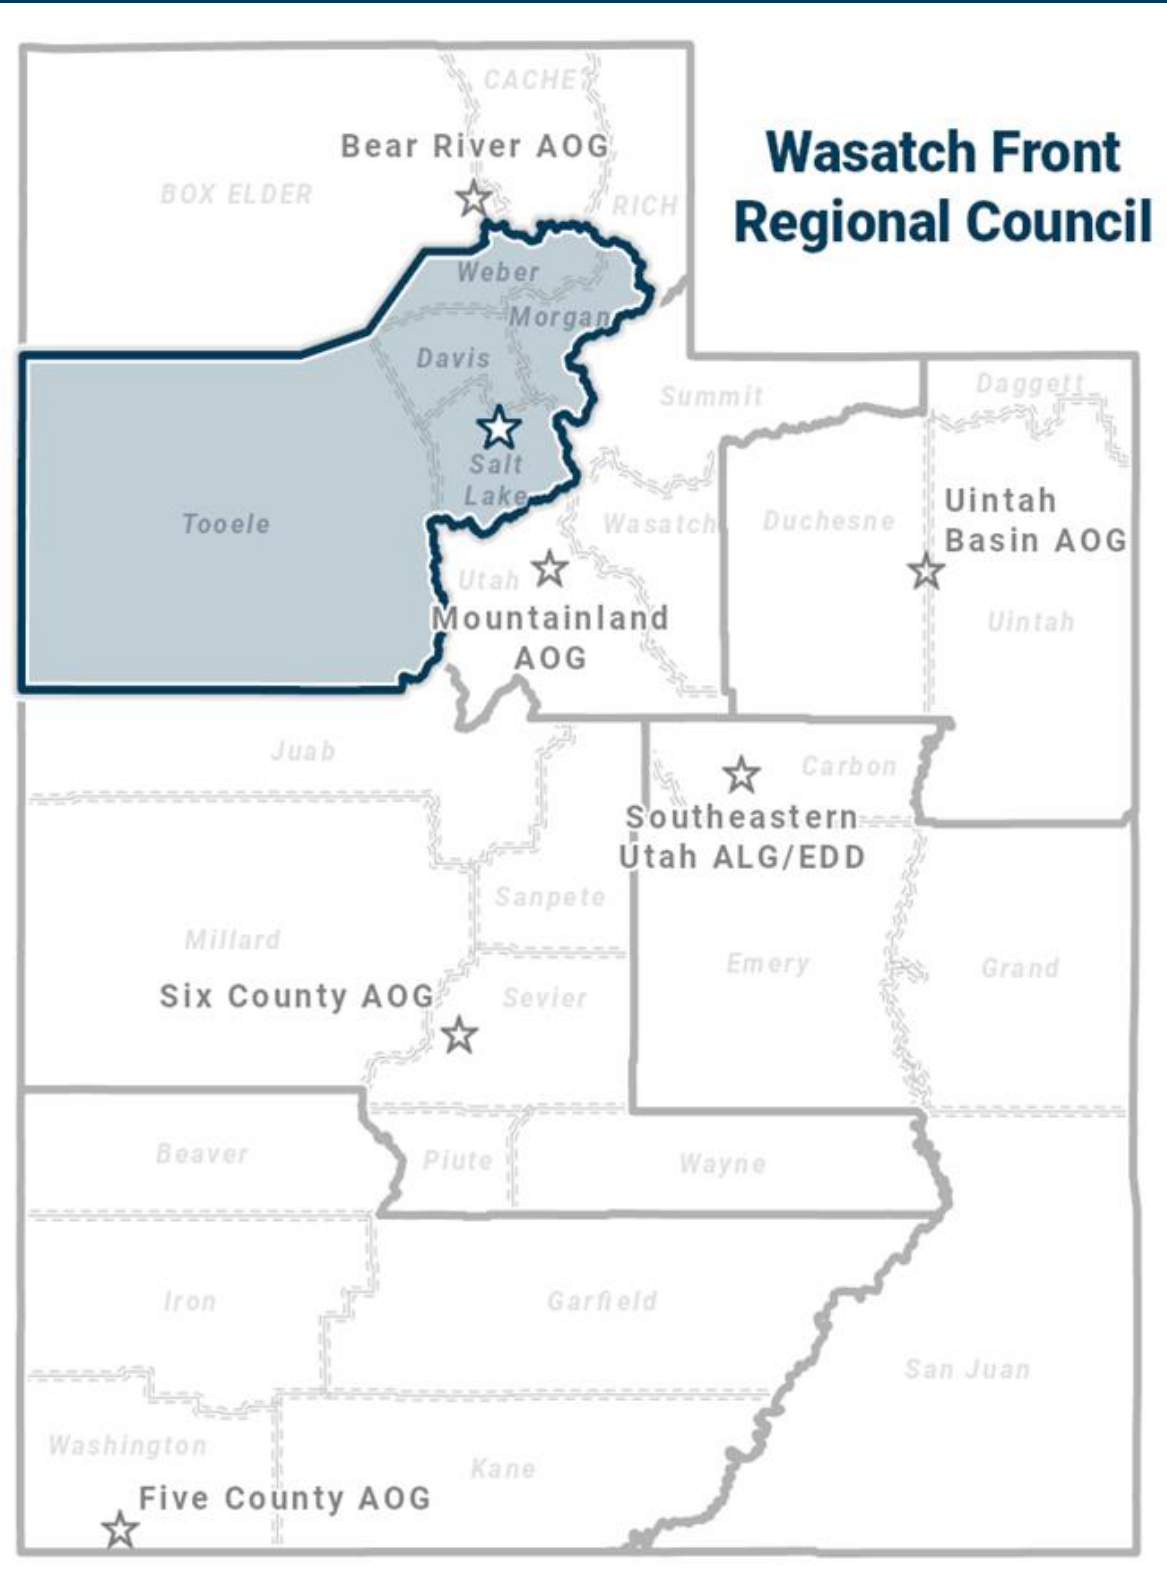 CACHE
Bear River AOG
BOX ELDER
RICH
Wasatch Front
Regional Council
Weber
Morgan
Davis
Summit
Daggett
Salt
Lake
Tooele
Wasatch
Duchesne
Uintah
Basin AOG
Utah
Mountainland
AOG
Uintah
Juab
Carbon
Southeastern
Utah ALG/EDD
Sanpete
Millard
Emery
Grand
Six County AOG
Sevier
Beaver
Piute
Wayne
Iron
Garfield
San Juan
Washington
Kane
Five County AOG